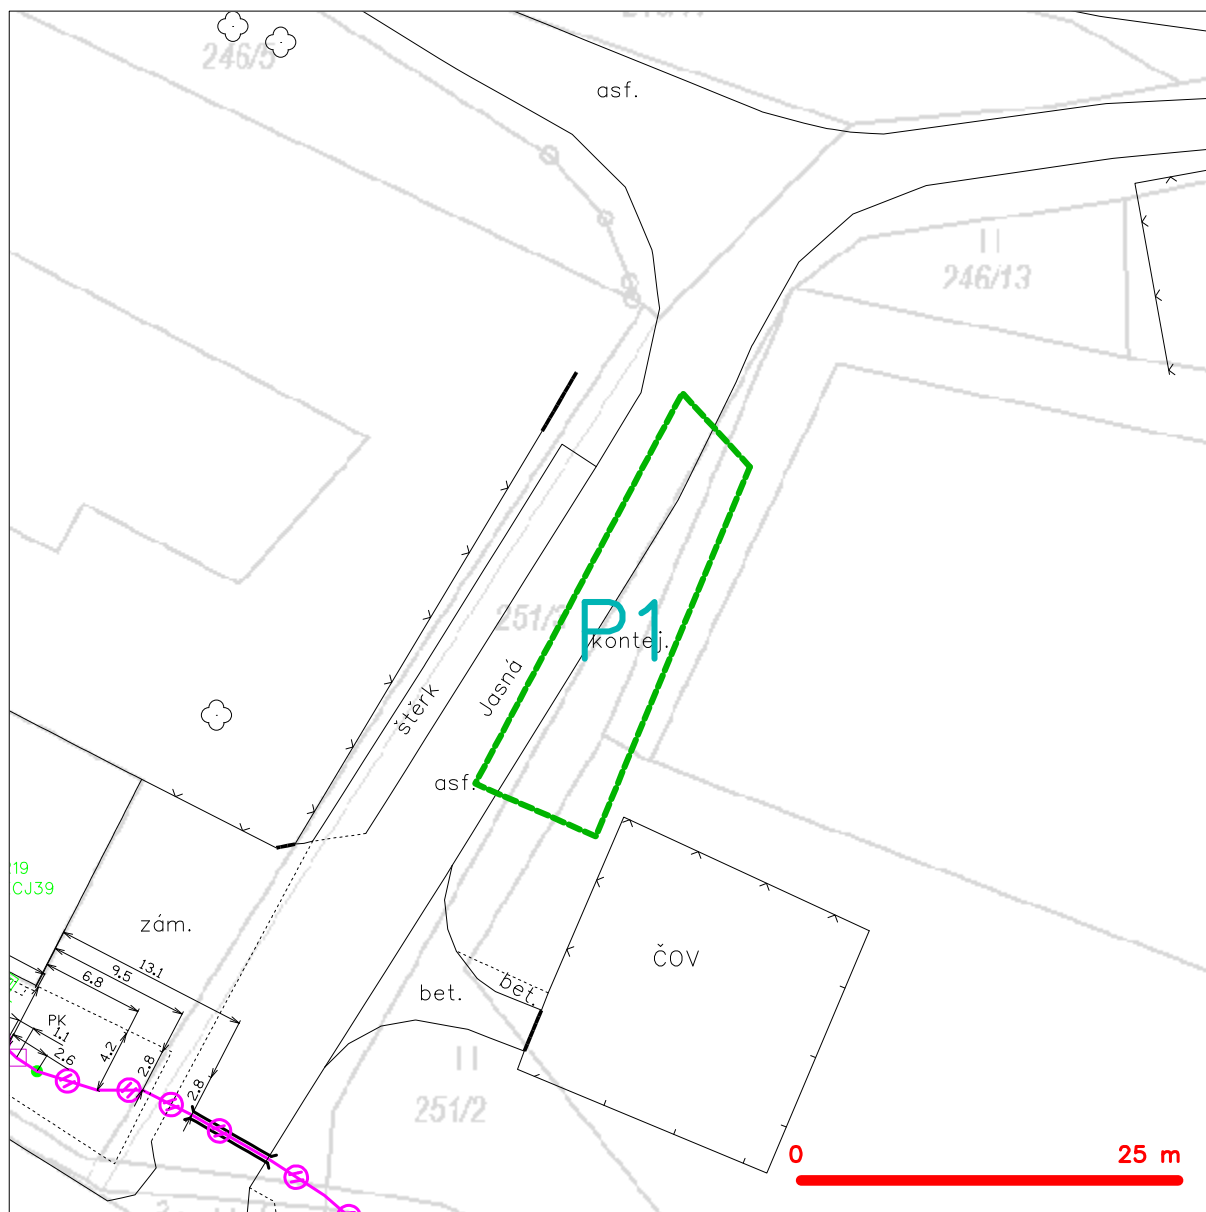 246/5
asf.
246/13
251/
P1
kontej.
Jasná
štěrk
asf.
19
CJ39
zám.
13.1
9.5
6.8
ČOV
bet.
bet.
PK
1.1
2.6
4.2
2.8
2.8
251/2
0
25 m